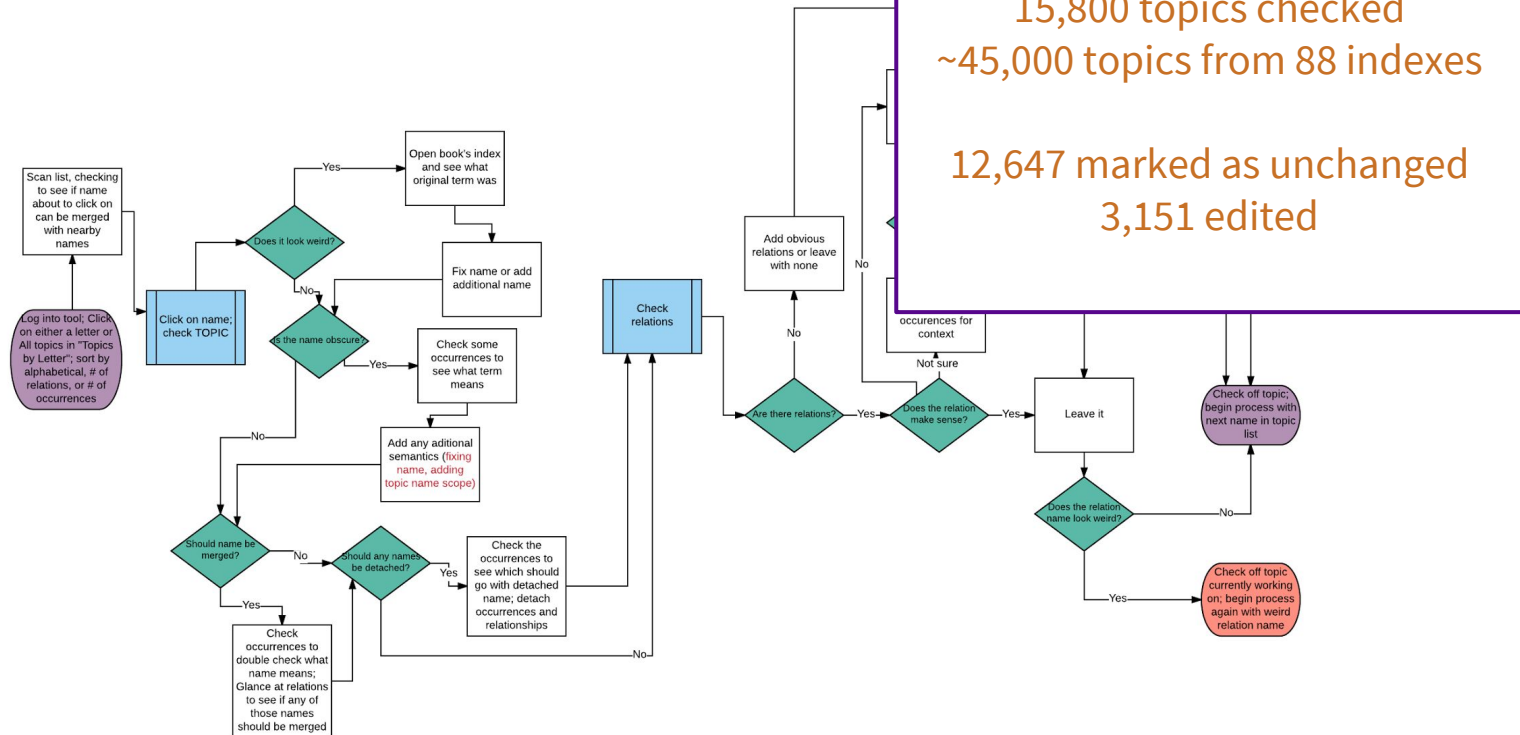 15,800 topics checked
~45,000 topics from 88 indexes
12,647 marked as unchanged
3,151 edited
Scan list, checking
to see if name
about to click on
can be merged
with nearby
names
Log into tool; Click
on either a letter or
All topics in "Topics
by Letter"; sort by
alphabetical, # of
relations, or # of
occurrences
Click on name;
check TOPIC
Does it look weird?
Yes
Open book's index
and see what
original term was
Fix name or add
additional name
No
Is the name obscure?
Yes
Check some
occurrences to
see what term
means
Add any aditional
semantics (fixing
name, adding
topic name scope)
No
Should name be
merged?
No
Yes
Check
occurrences to
double check what
name means;
Glance at relations
to see if any of
those names
should be merged
Should any names
be detached?
Yes
Check the
occurrences to
see which should
go with detached
name; detach
occurrences and
relationships
No
Check
relations
Are there relations?
No
Add obvious
relations or leave
with none
Yes
Does the relation
make sense?
No
Not sure
occurences for
context
Yes
Leave it
Does the relation
name look weird?
No
Check off topic;
begin process with
next name in topic
list
Yes
Check off topic
currently working
on; begin process
again with weird
relation name